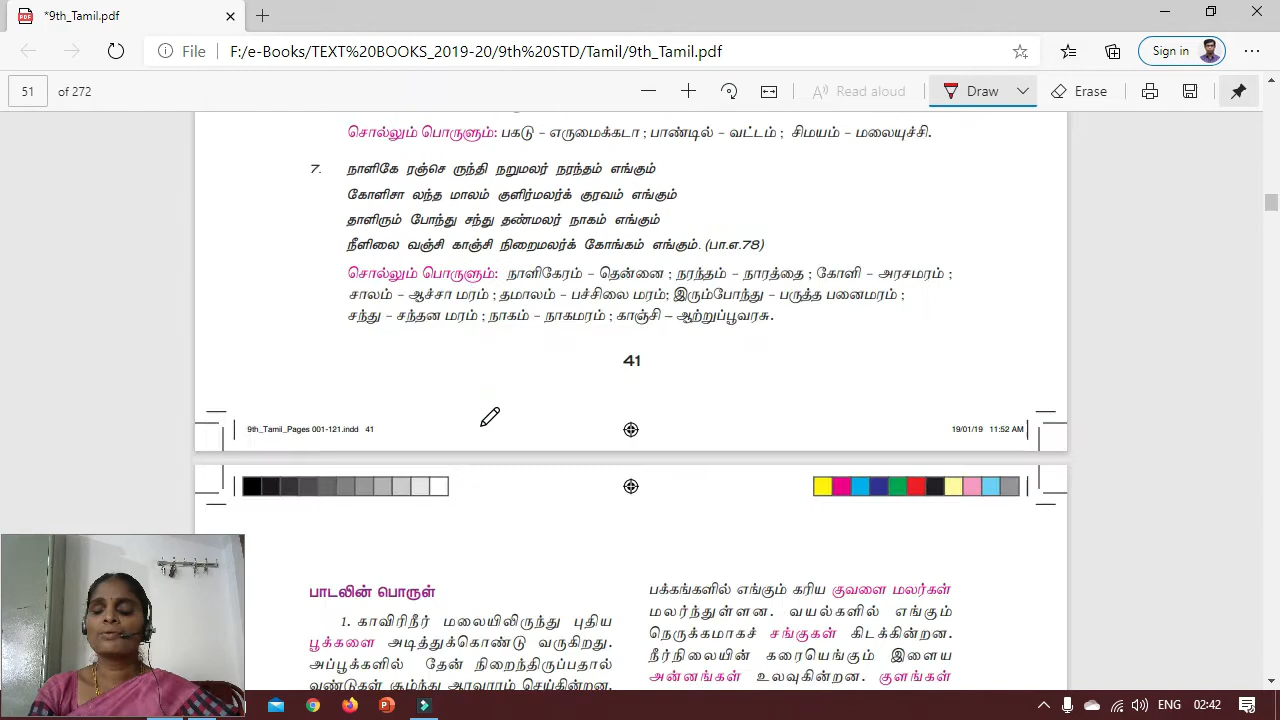 *9th_Tamil.pdf
File F:/e-Books/TEXT%20BOOKS_2019-20/9th%20STD/Tamil/9th_Tamil.pdf Sign in
51 of 272 Read aloud Draw Erase
சொல்லும் பொருளும்: பகடு – எருமைக்கடா ; பாண்டில் – வட்டம் ; சிமயம் – மலையுச்சி.
7. நாளிகே ரஞ்செ ருந்தி நறுமலர் நரந்தம் எங்கும்
கோளிசா லந்த மாலம் குளிர்மலர்க் குரவம் எங்கும்
தாளிரும் போந்து சந்து தண்மலர் நாகம் எங்கும்
நீளிலை வஞ்சி காஞ்சி நிறைமலர்க் கோங்கம் எங்கும். (பா.எ.78)
சொல்லும் பொருளும்: நாளிகேரம் – தென்னை ; நரந்தம் – நாரத்தை ; கோளி – அரசமரம் ;
சாலம் – ஆச்சா மரம் ; தமாலம் – பச்சிலை மரம்; இரும்போந்து – பருத்த பனைமரம் ;
சந்து – சந்தன மரம் ; நாகம் – நாகமரம் ; காஞ்சி – ஆற்றுப்பூவரசு.
41
9th_Tamil_Pages 001-121.indd 41 19/01/19 11:52 AM
பாடலின் பொருள்
1. காவிரிநீர் மலையிலிருந்து புதிய
பூக்களை அடித்துக்கொண்டு வருகிறது.
அப்பூக்களில் தேன் நிறைந்திருப்பதால்
வண்டுகள் சூழ்ந்து ஆரவாரம் செய்கின்றன.
பக்கங்களில் எங்கும் கரிய குவளை மலர்கள்
மலர்ந்துள்ளன. வயல்களில் எங்கும்
நெருக்கமாகச் சங்குகள் கிடக்கின்றன.
நீர்நிலையின் கரையெங்கும் இளைய
அன்னங்கள் உலவுகின்றன. குளங்கள்
ENG 02:42